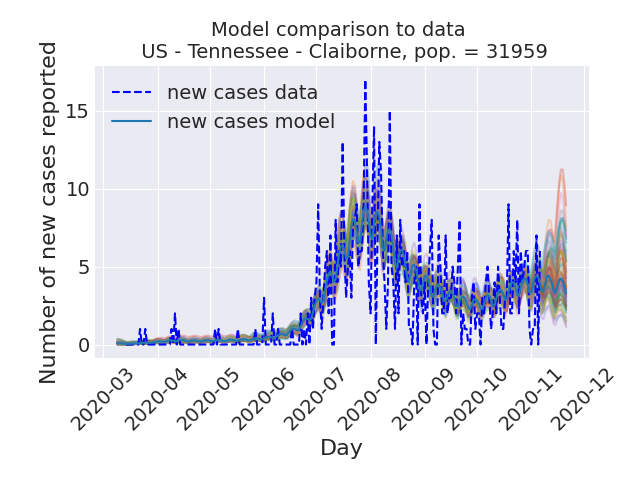 Model comparison to data
US - Tennessee - Claiborne, pop. = 31959
Number of new cases reported
15
10
5
0
new cases data
new cases model
2020-03
2020-04
2020-05
2020-06
2020-07
2020-08
2020-09
2020-10
2020-11
2020-12
Day